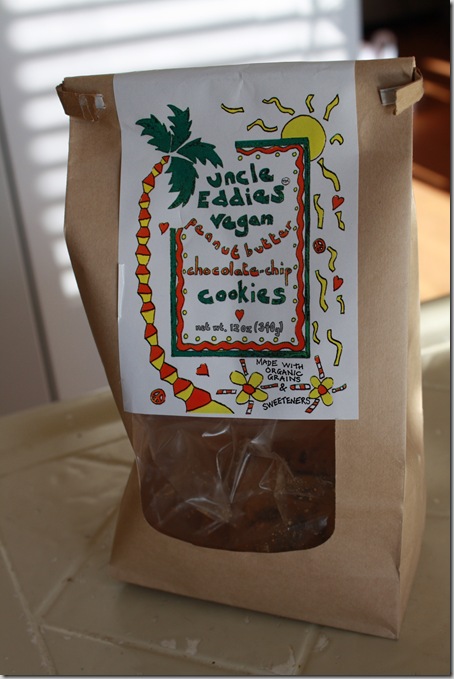 uncle
Eddies
vegan
peanut butter
chocolate-chip
cookies
net wt. 12 oz (340g)
MADE WITH
ORGANIC
GRAINS
&
SWEETENERS